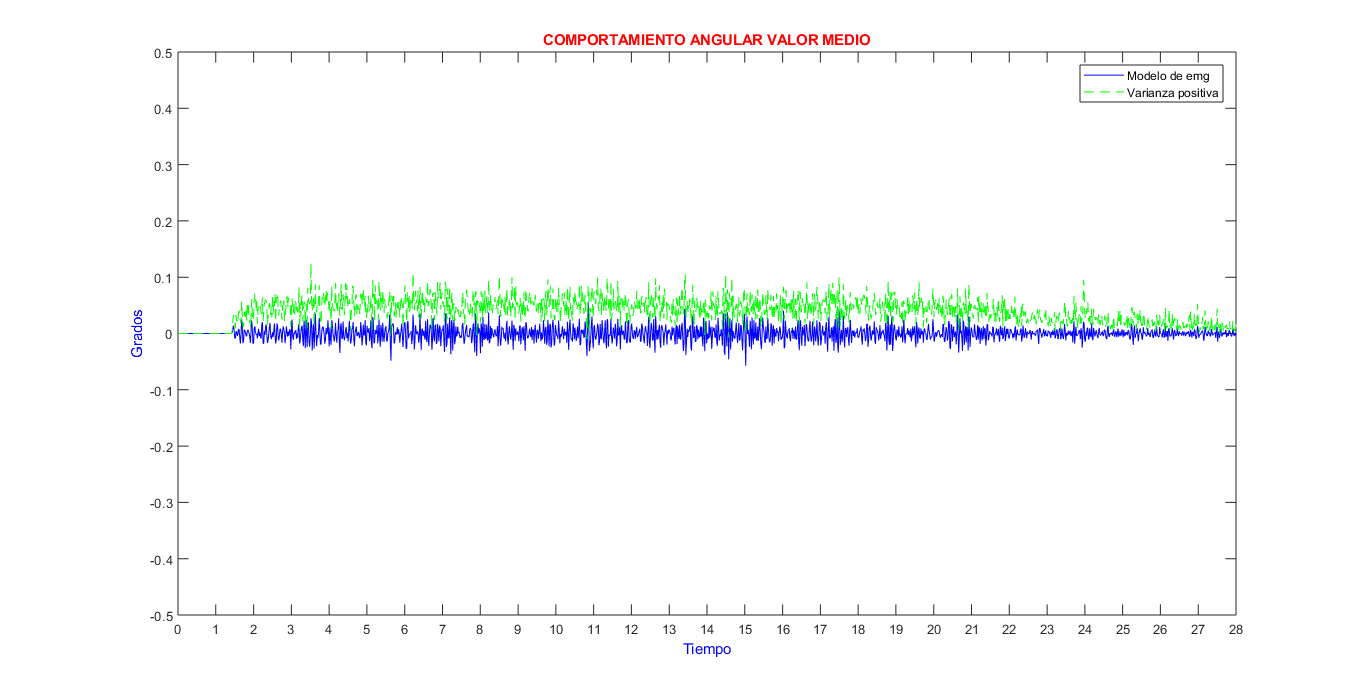 COMPORTAMIENTO ANGULAR VALOR MEDIO
Modelo de emg
Varianza positiva
0.5
0.4
0.3
0.2
0.1
0
-0.1
-0.2
-0.3
-0.4
-0.5
Grados
0 1 2 3 4 5 6 7 8 9 10 11 12 13 14 15 16 17 18 19 20 21 22 23 24 25 26 27 28
Tiempo